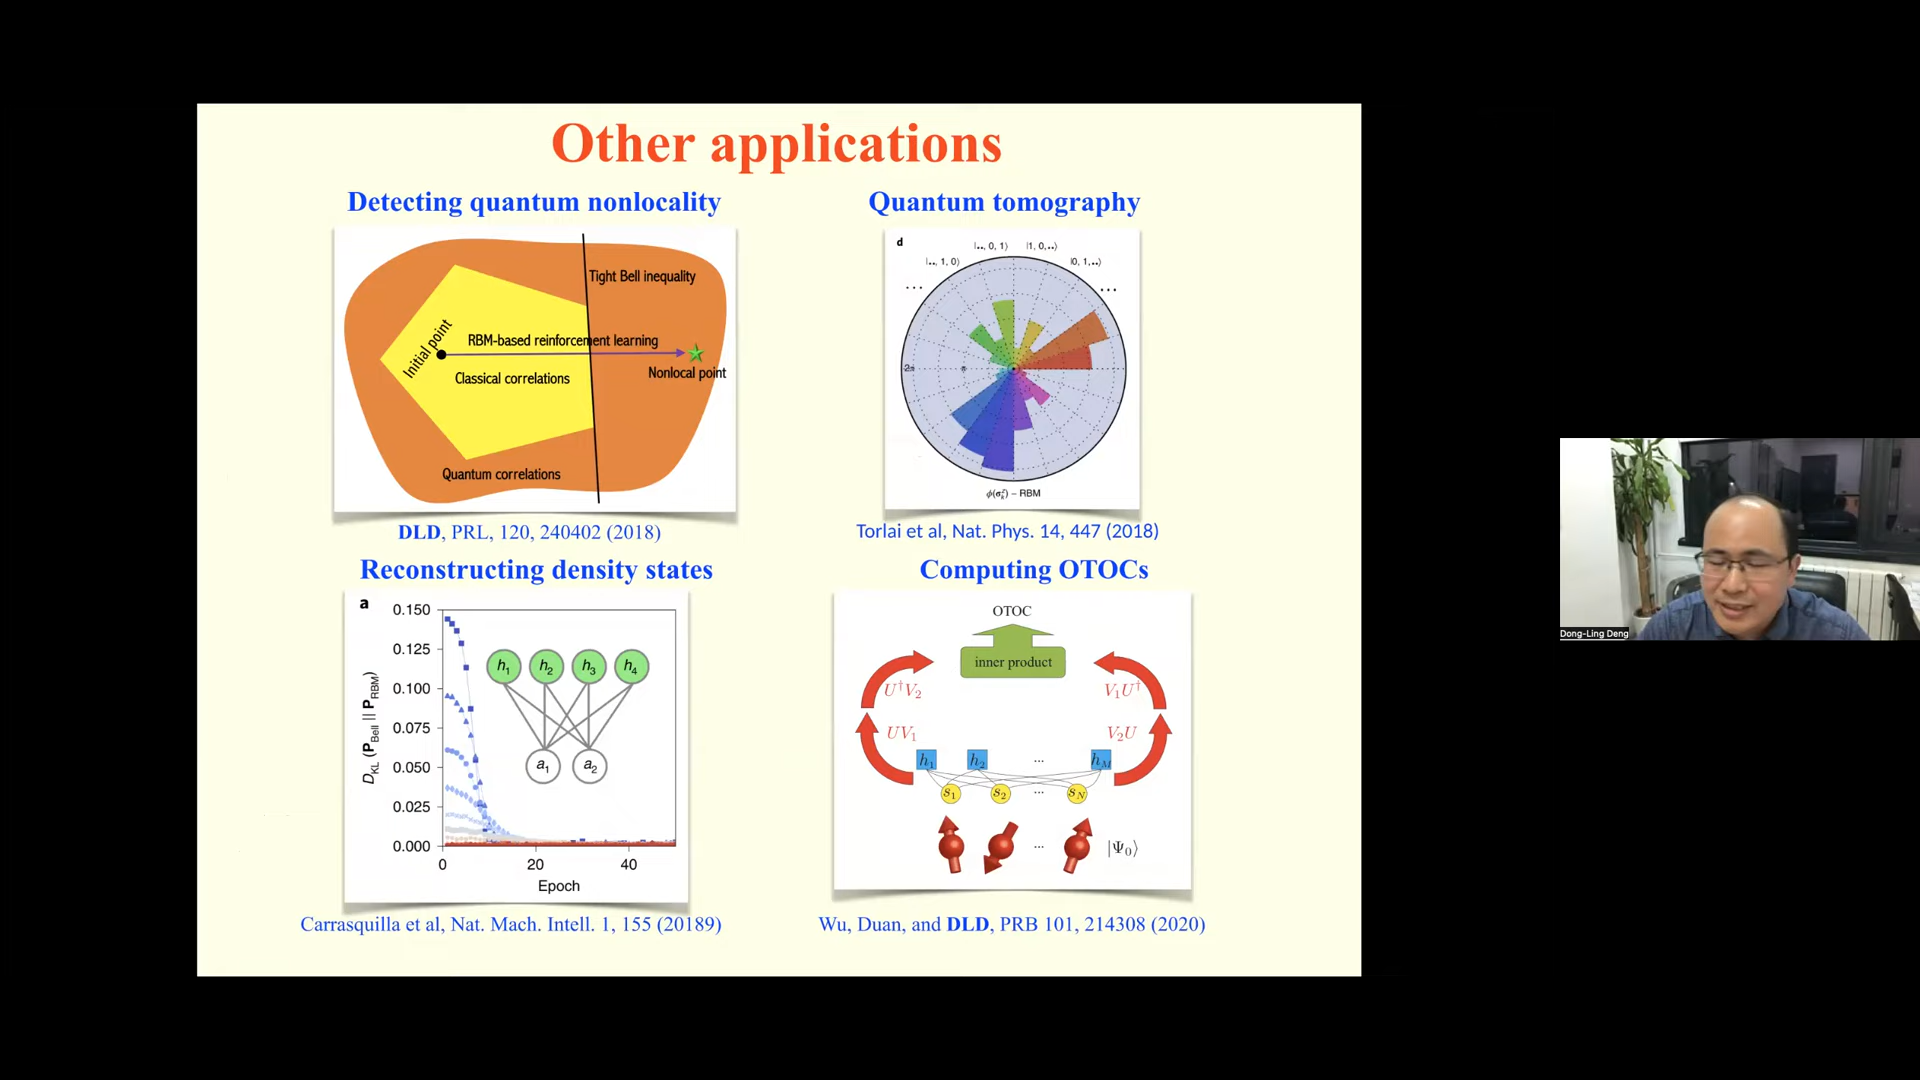 Other applications
Detecting quantum nonlocality
Tight Bell inequality
Initial point
RBM-based reinforcement learning
Classical correlations
Nonlocal point
Quantum correlations
DLD, PRL, 120, 240402 (2018)
Quantum tomography
d
|.., 0, 1⟩ |1, 0,..⟩
|.., 1, 0⟩ |0, 1,..⟩
... ...
2π π
ϕ(σ) – RBM
Torlai et al, Nat. Phys. 14, 447 (2018)
Reconstructing density states
a
0.150
0.125
0.100
0.075
0.050
0.025
0.000
D_KL (P_Bell || P_RBM)
h1 h2 h3 h4
a1 a2
0 20 40
Epoch
Carrasquilla et al, Nat. Mach. Intell. 1, 155 (20189)
Computing OTOCs
OTOC
inner product
U†V2 V1U†
UV1 V2U
h1 h2 ... hM
s1 s2 ... sN
... |Ψ0⟩
Wu, Duan, and DLD, PRB 101, 214308 (2020)
Dong-Ling Deng